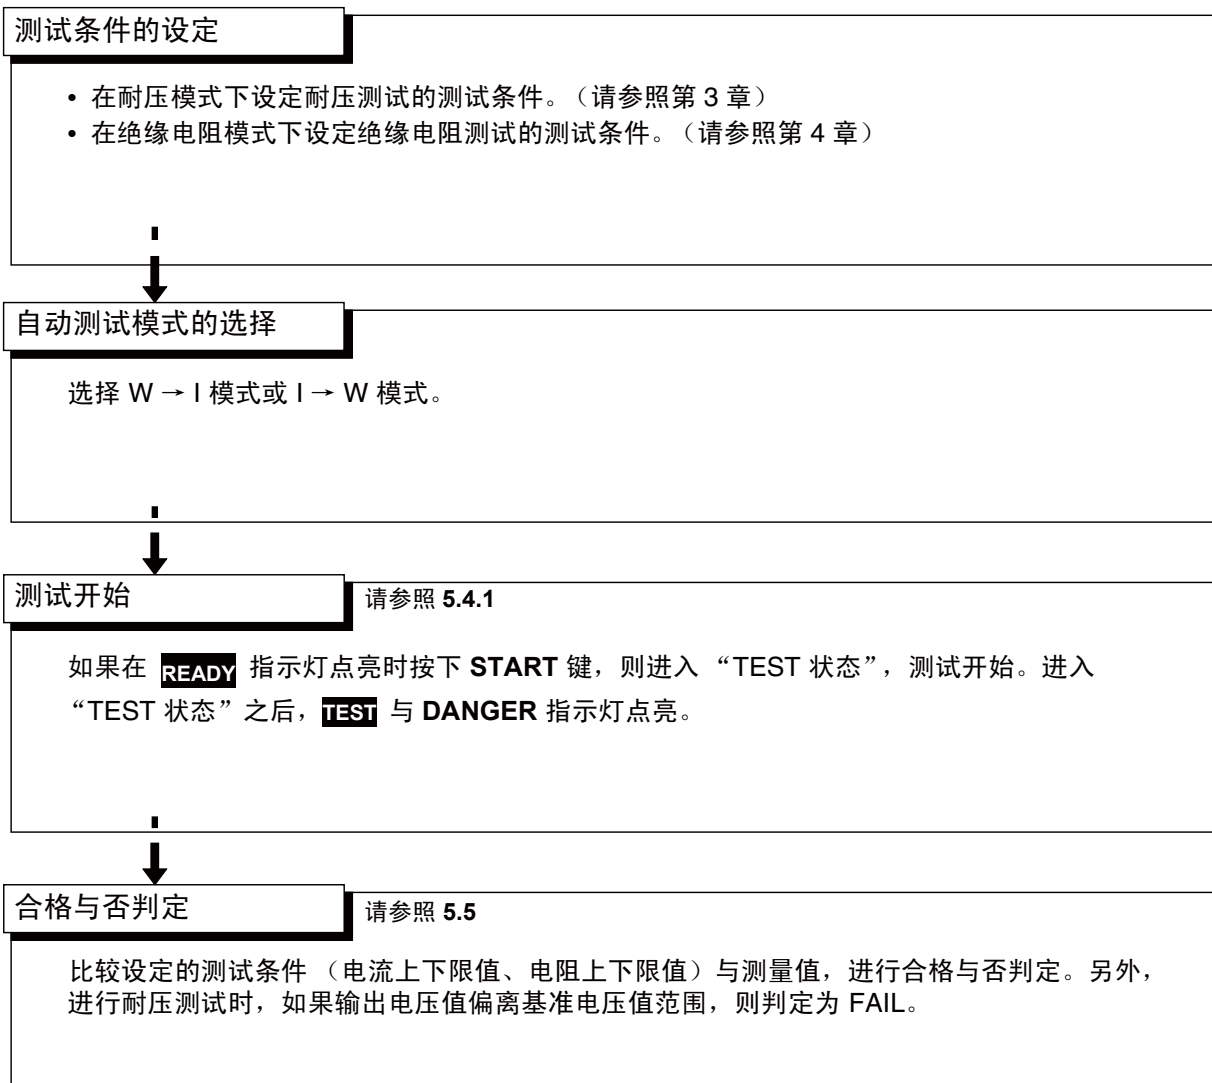 测试条件的设定
• 在耐压模式下设定耐压测试的测试条件。（请参照第 3 章）
• 在绝缘电阻模式下设定绝缘电阻测试的测试条件。（请参照第 4 章）
自动测试模式的选择
选择 W → I 模式或 I → W 模式。
测试开始
请参照 5.4.1
如果在 READY 指示灯点亮时按下 START 键，则进入 “TEST 状态”，测试开始。进入
“TEST 状态”之后，TEST 与 DANGER 指示灯点亮。
合格与否判定
请参照 5.5
比较设定的测试条件 （电流上下限值、电阻上下限值）与测量值，进行合格与否判定。另外，
进行耐压测试时，如果输出电压值偏离基准电压值范围，则判定为 FAIL。